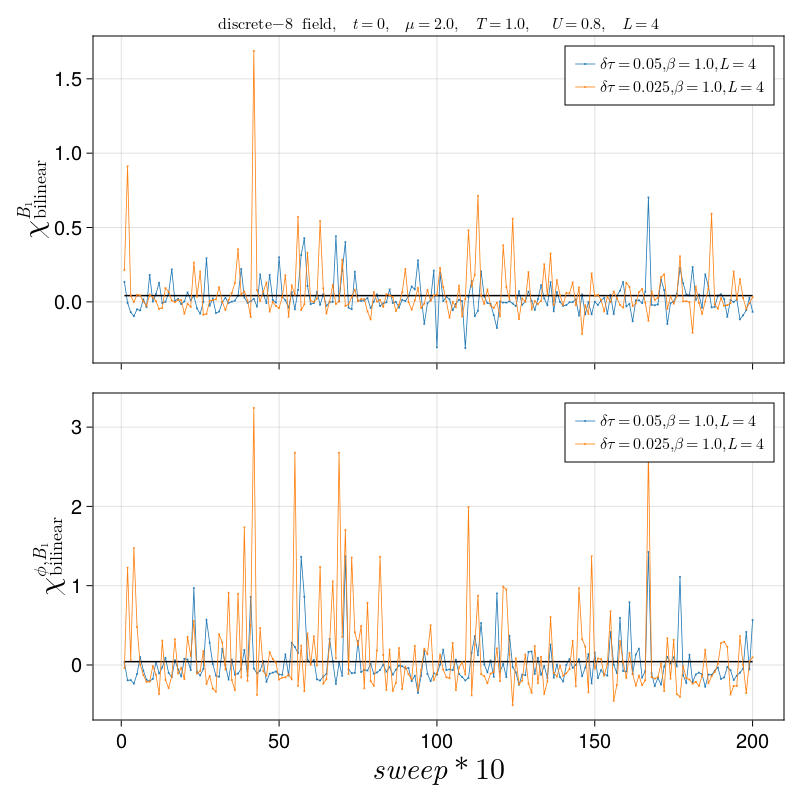 discrete−8 field, t=0, μ=2.0, T=1.0, U=0.8, L=4
χ^{B_1}_{bilinear}
1.5
1.0
0.5
0.0
δτ=0.05,β=1.0,L=4
δτ=0.025,β=1.0,L=4
χ^{ϕ,B_1}_{bilinear}
3
2
1
0
δτ=0.05,β=1.0,L=4
δτ=0.025,β=1.0,L=4
0 50 100 150 200
sweep * 10